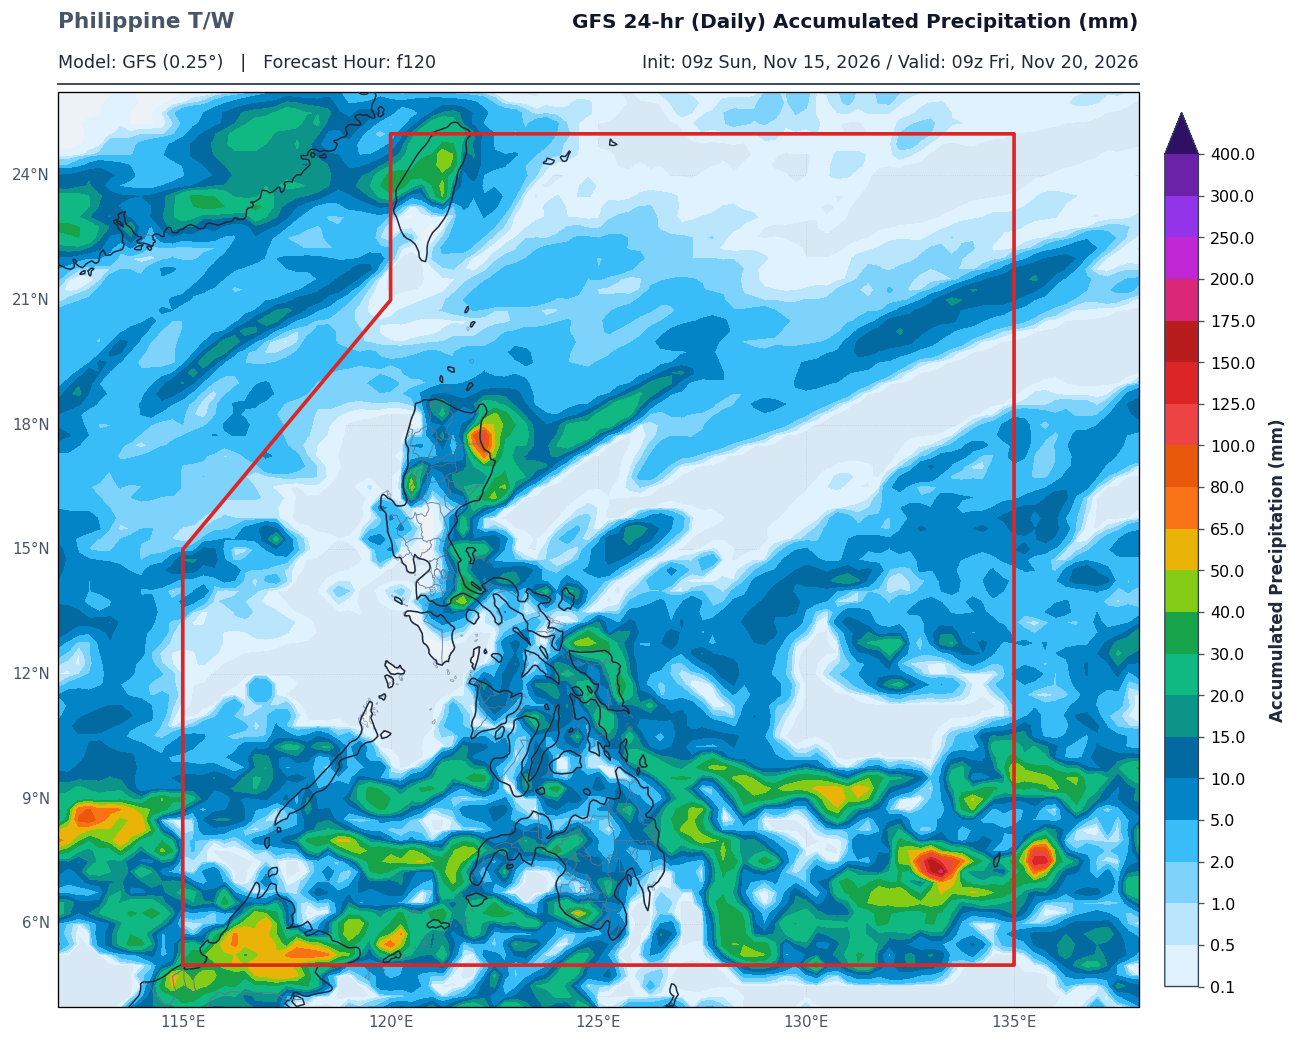 Philippine T/W
GFS 24-hr (Daily) Accumulated Precipitation (mm)
Model: GFS (0.25°)   |   Forecast Hour: f120
Init: 09z Sun, Nov 15, 2026 / Valid: 09z Fri, Nov 20, 2026
24°N
21°N
18°N
15°N
12°N
9°N
6°N
115°E
120°E
125°E
130°E
135°E
400.0
300.0
250.0
200.0
175.0
150.0
125.0
100.0
80.0
65.0
50.0
40.0
30.0
20.0
15.0
10.0
5.0
2.0
1.0
0.5
0.1
Accumulated Precipitation (mm)